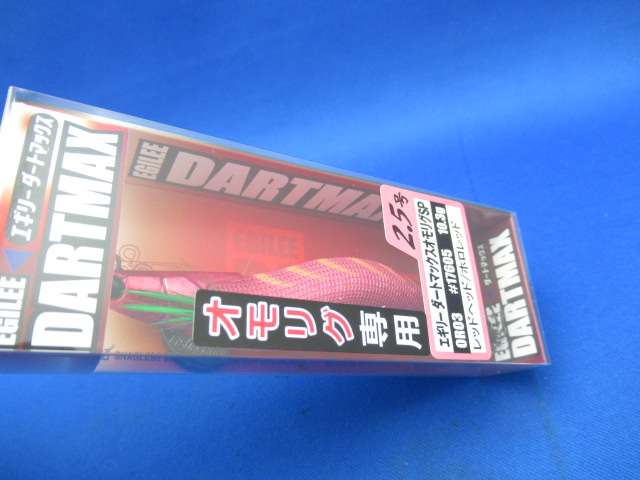 EGILEE
エギリー ダートマックス
DARTMAX
EGILEE
DARTMAX
EGILEE
オモリグ専用
2.5号
エギリー ダートマックスオモリグSP
OR03 #17605 10.3g
レッドヘッド/ホロレッド
ダートマックス
DARTMAX
SNAGLESS